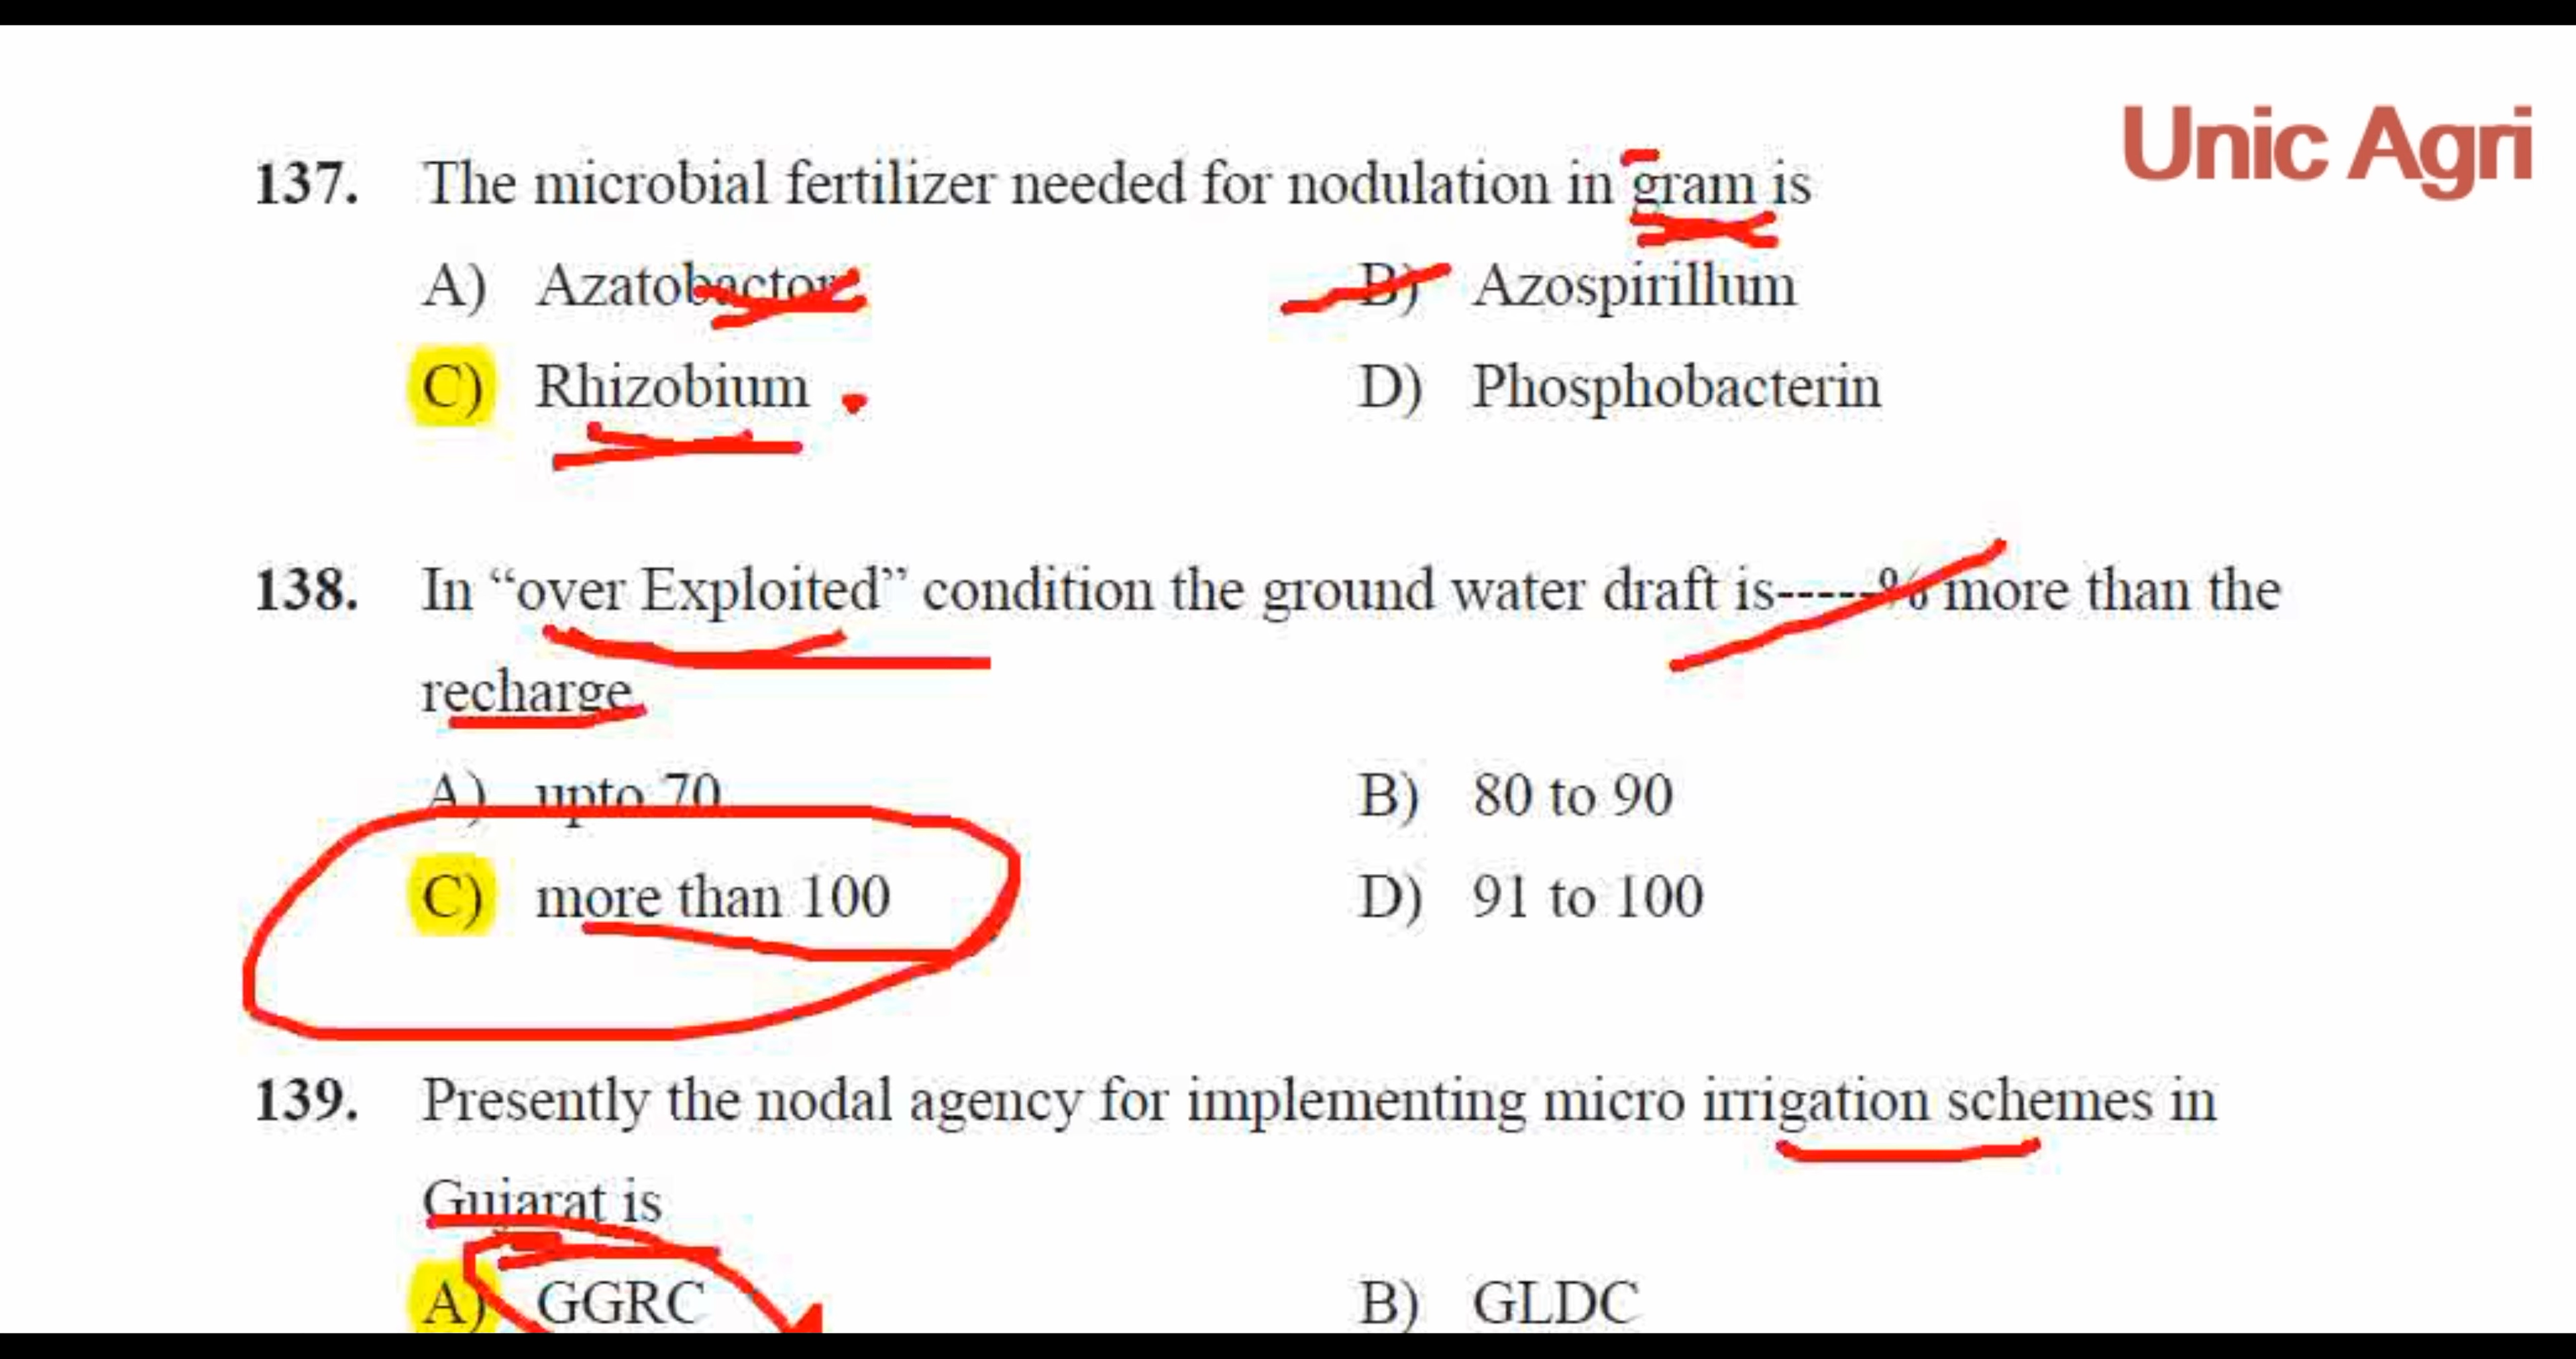 Unic Agri
137. The microbial fertilizer needed for nodulation in gram is
A) Azatobactor B) Azospirillum
C) Rhizobium D) Phosphobacterin
138. In “over Exploited” condition the ground water draft is-----% more than the
recharge
A) upto 70 B) 80 to 90
C) more than 100 D) 91 to 100
139. Presently the nodal agency for implementing micro irrigation schemes in
Gujarat is
A) GGRC B) GLDC